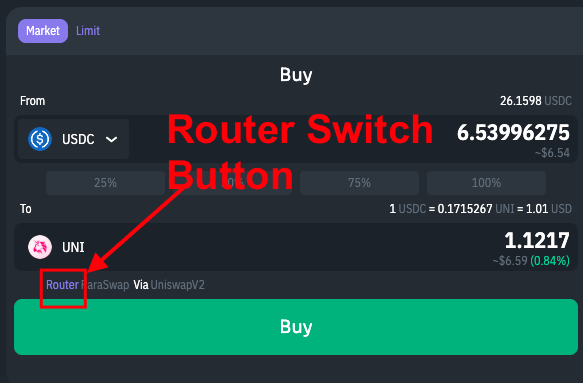 Market Limit
Buy
From 26.1598 USDC
USDC 6.53996275
~$6.54
Router Switch
Button
25% 75% 100%
To 1 USDC = 0.1715267 UNI = 1.01 USD
UNI 1.1217
~$6.59 (0.84%)
Router ParaSwap Via UniswapV2
Buy